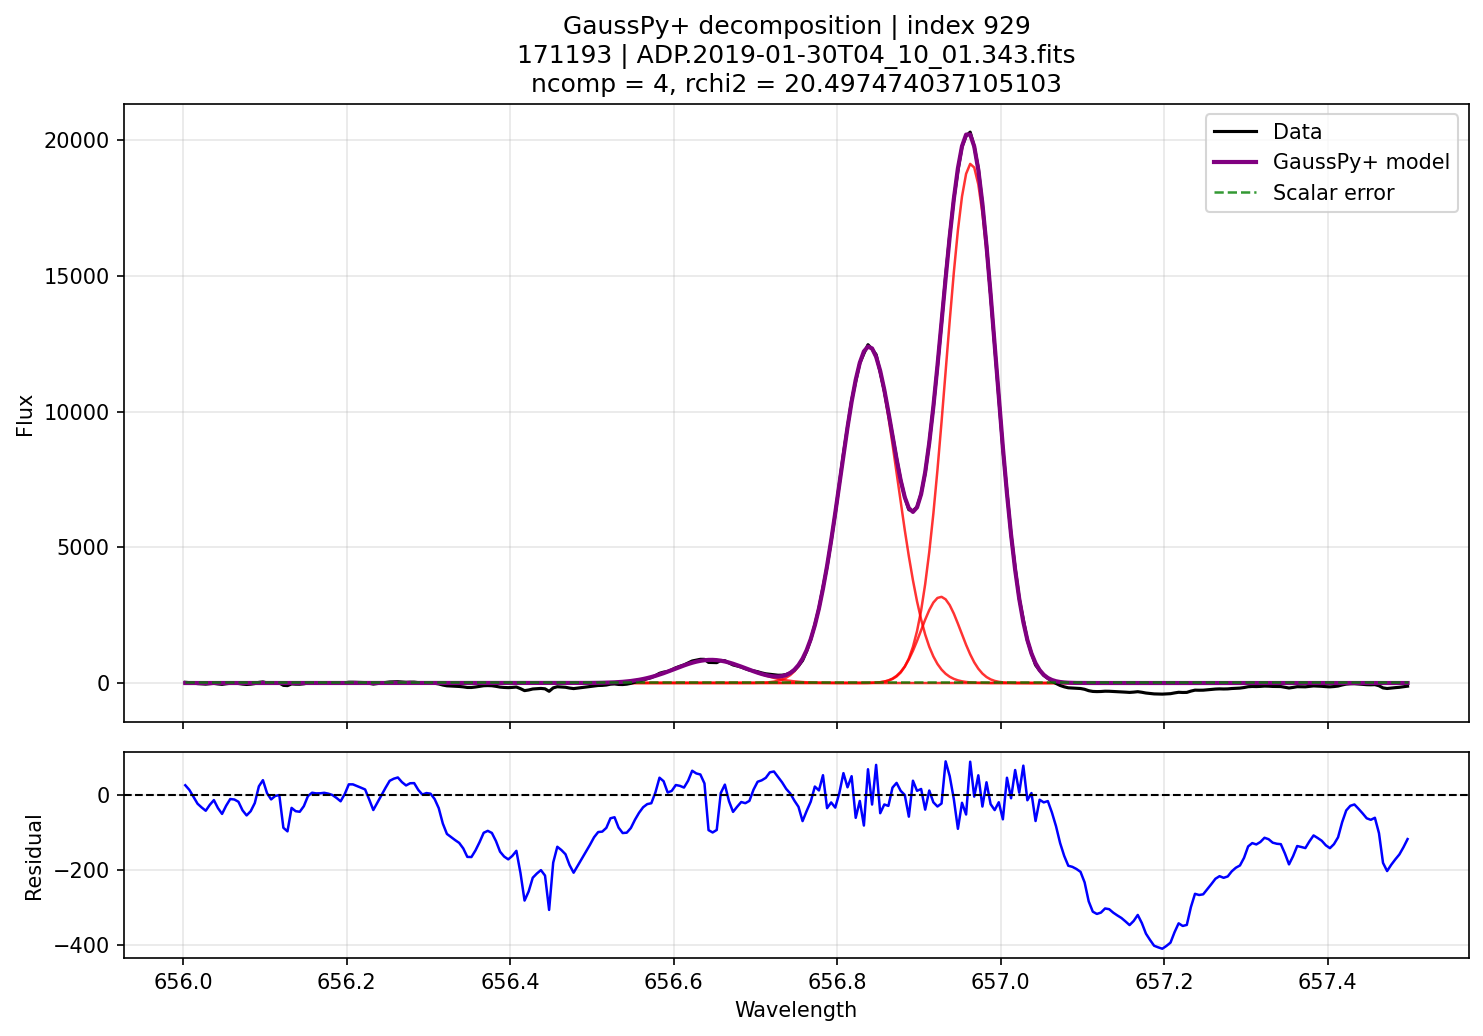 GaussPy+ decomposition | index 929
171193 | ADP.2019-01-30T04_10_01.343.fits
ncomp = 4, rchi2 = 20.497474037105103
Data
GaussPy+ model
Scalar error
Flux
20000
15000
10000
5000
0
Residual
0
−200
−400
656.0 656.2 656.4 656.6 656.8 657.0 657.2 657.4
Wavelength